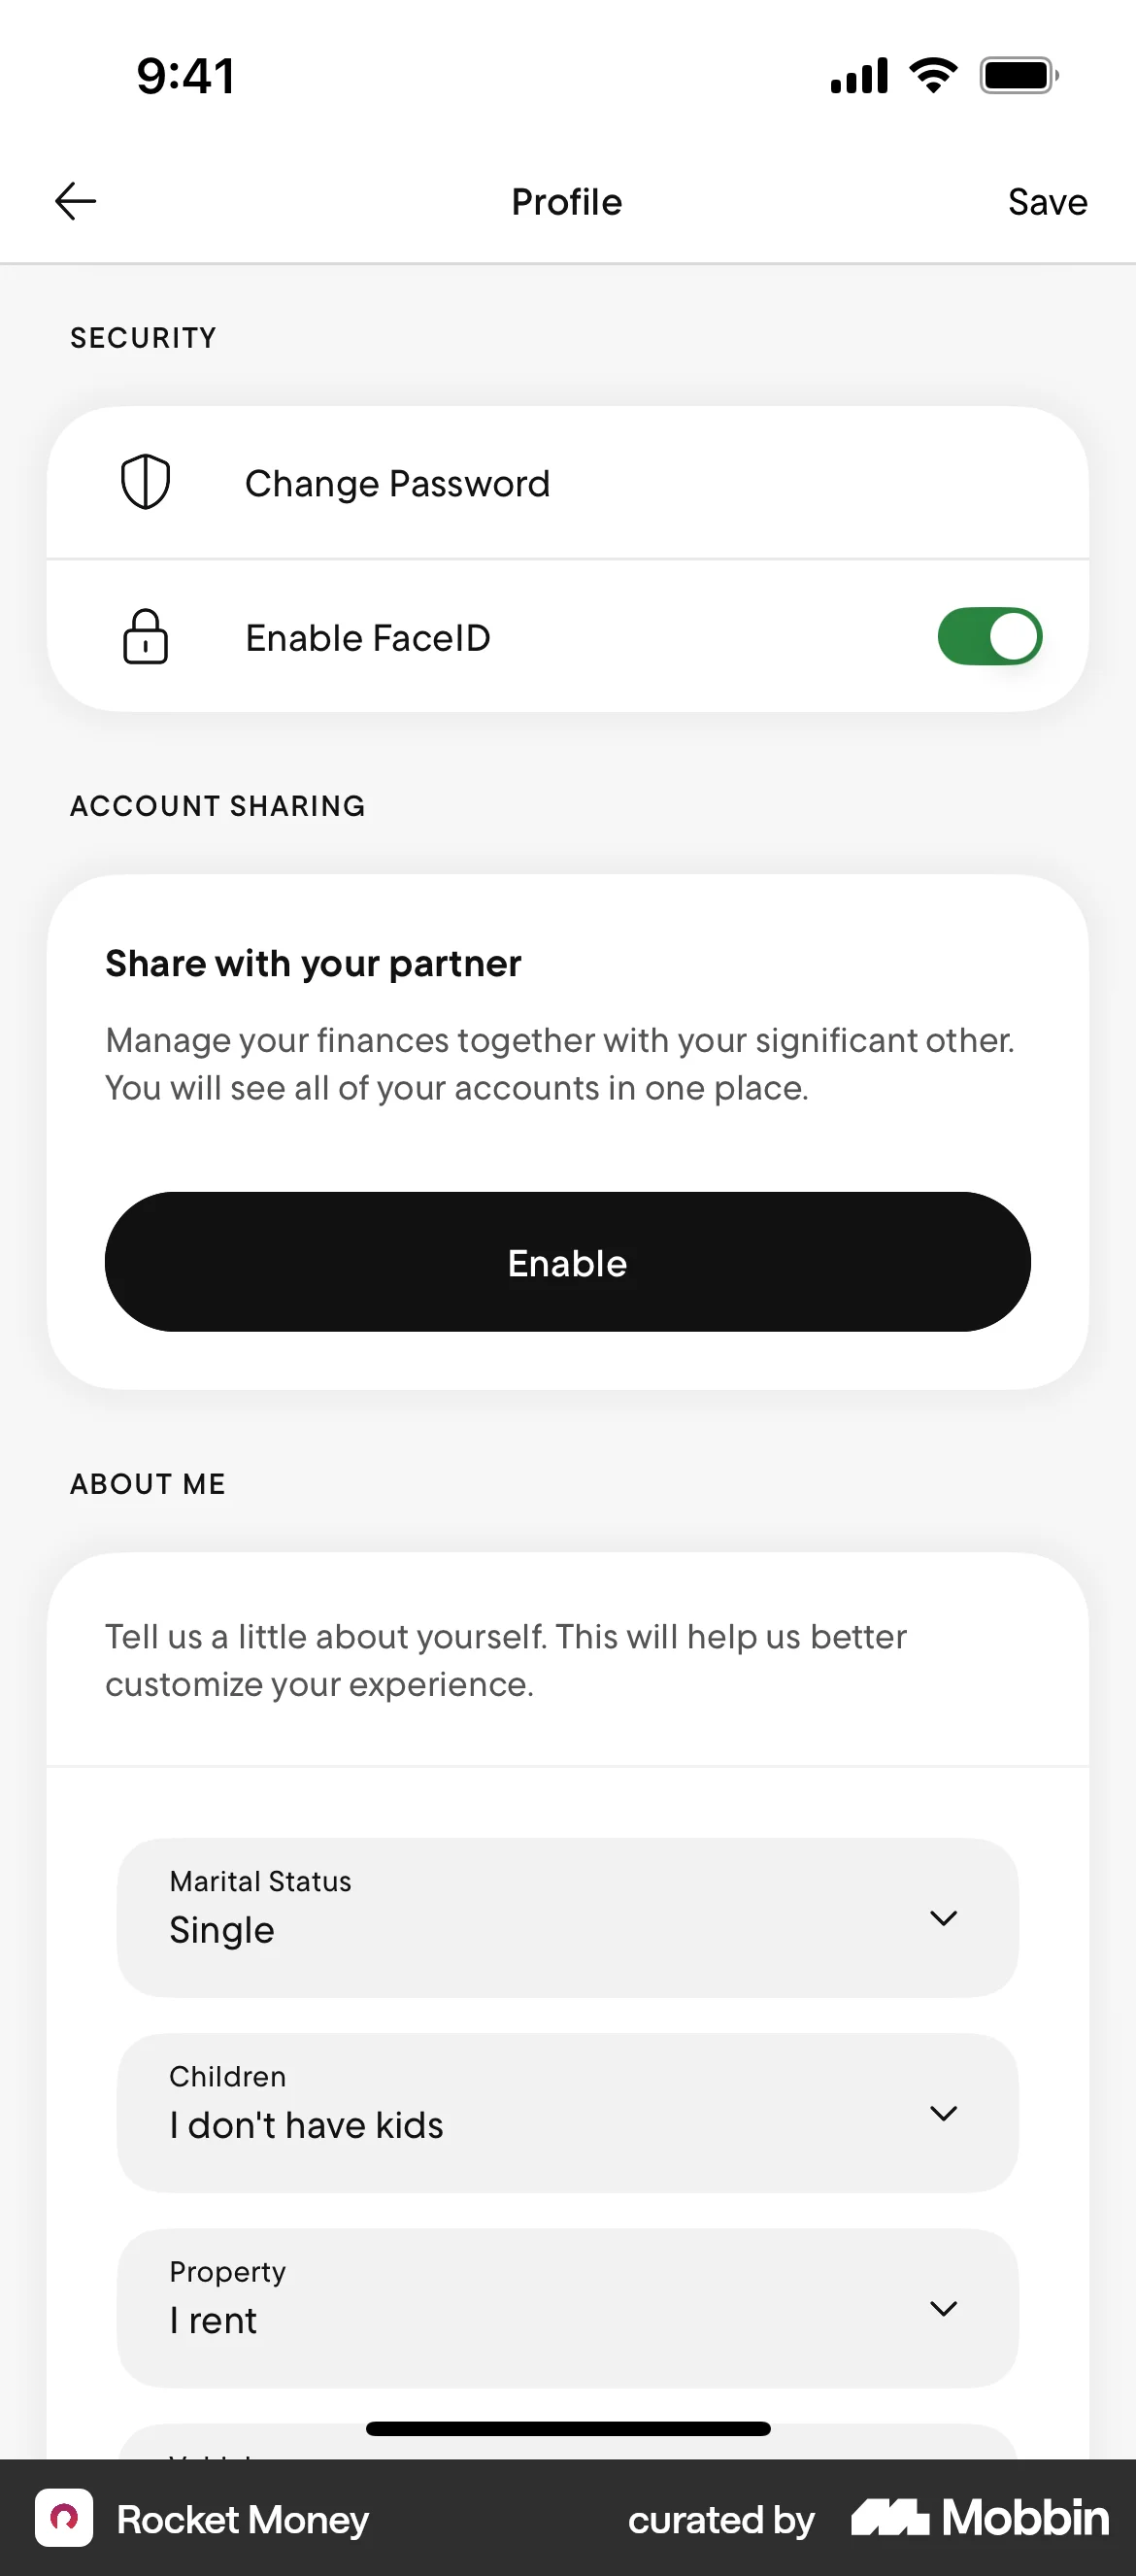 9:41
Profile
Save
SECURITY
Change Password
Enable FaceID
ACCOUNT SHARING
Share with your partner
Manage your finances together with your significant other.
You will see all of your accounts in one place.
Enable
ABOUT ME
Tell us a little about yourself. This will help us better
customize your experience.
Marital Status
Single
Children
I don't have kids
Property
I rent
Rocket Money
curated by Mobbin